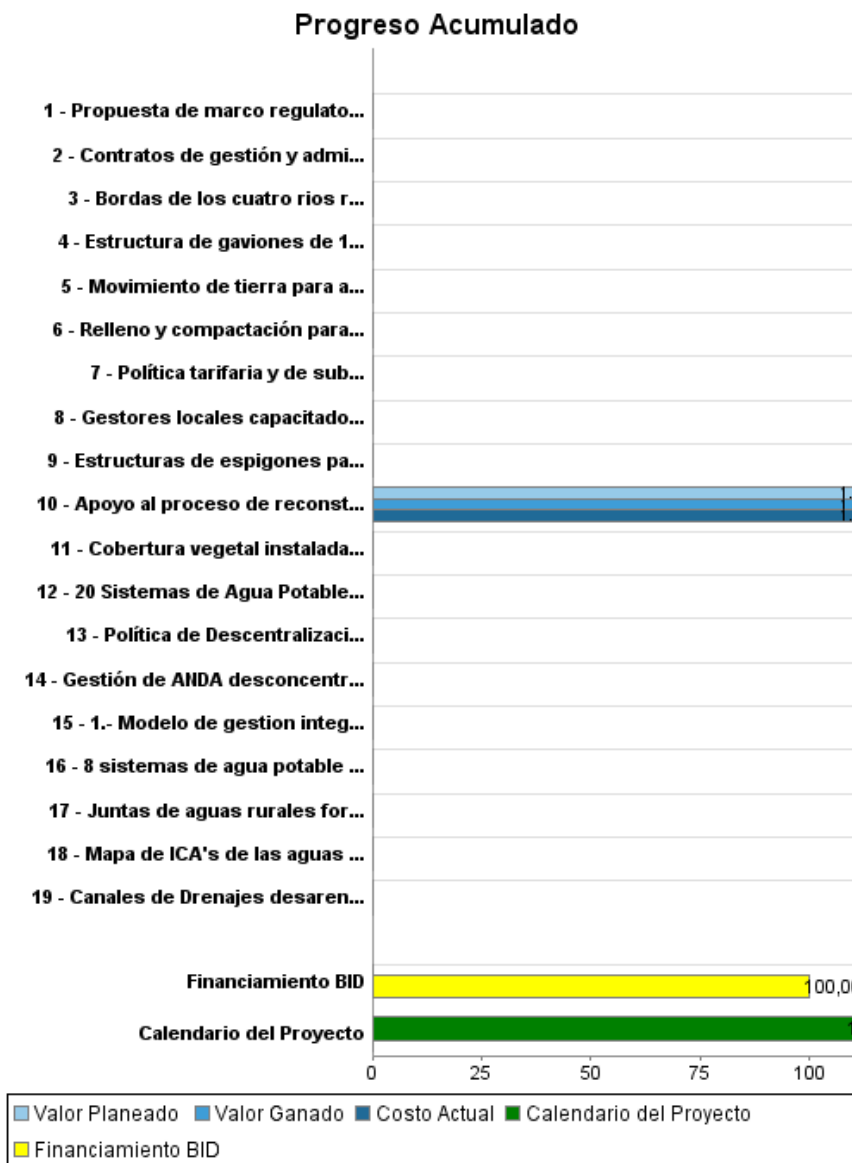 Progreso Acumulado
1 - Propuesta de marco regulato...
2 - Contratos de gestión y admi...
3 - Bordas de los cuatro rios r...
4 - Estructura de gaviones de 1...
5 - Movimiento de tierra para a...
6 - Relleno y compactación para...
7 - Política tarifaria y de sub...
8 - Gestores locales capacitado...
9 - Estructuras de espigones pa...
10 - Apoyo al proceso de reconst...
11 - Cobertura vegetal instalada...
12 - 20 Sistemas de Agua Potable...
13 - Política de Descentralizaci...
14 - Gestión de ANDA desconcentr...
15 - 1.- Modelo de gestion integ...
16 - 8 sistemas de agua potable ...
17 - Juntas de aguas rurales for...
18 - Mapa de ICA's de las aguas ...
19 - Canales de Drenajes desaren...
Financiamiento BID 100,0
Calendario del Proyecto
0 25 50 75 100
Valor Planeado Valor Ganado Costo Actual Calendario del Proyecto
Financiamiento BID